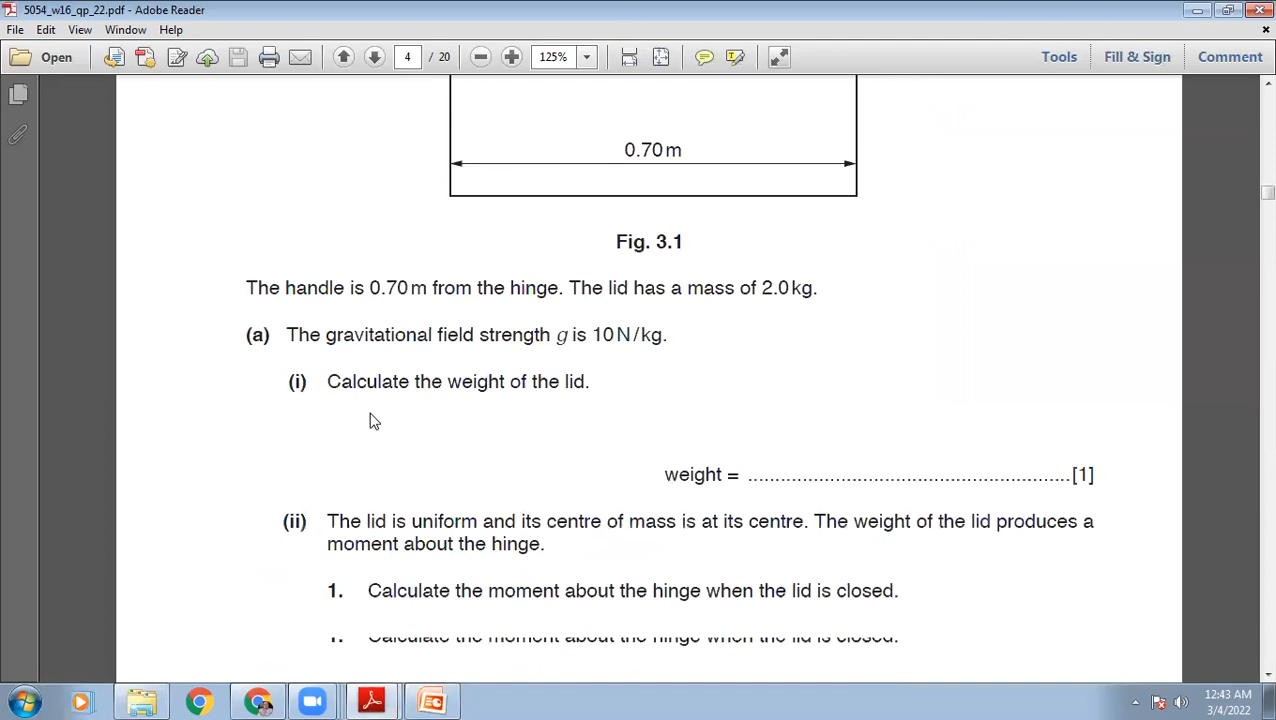 5054_w16_qp_22.pdf - Adobe Reader
File Edit View Window Help
Open 4 / 20 125% Tools Fill & Sign Comment
0.70 m
Fig. 3.1
The handle is 0.70 m from the hinge. The lid has a mass of 2.0 kg.
(a) The gravitational field strength g is 10 N/kg.
(i) Calculate the weight of the lid.
weight = ............................................................[1]
(ii) The lid is uniform and its centre of mass is at its centre. The weight of the lid produces a
moment about the hinge.
1. Calculate the moment about the hinge when the lid is closed.
1. Calculate the moment about the hinge when the lid is closed.
12:43 AM
3/4/2022